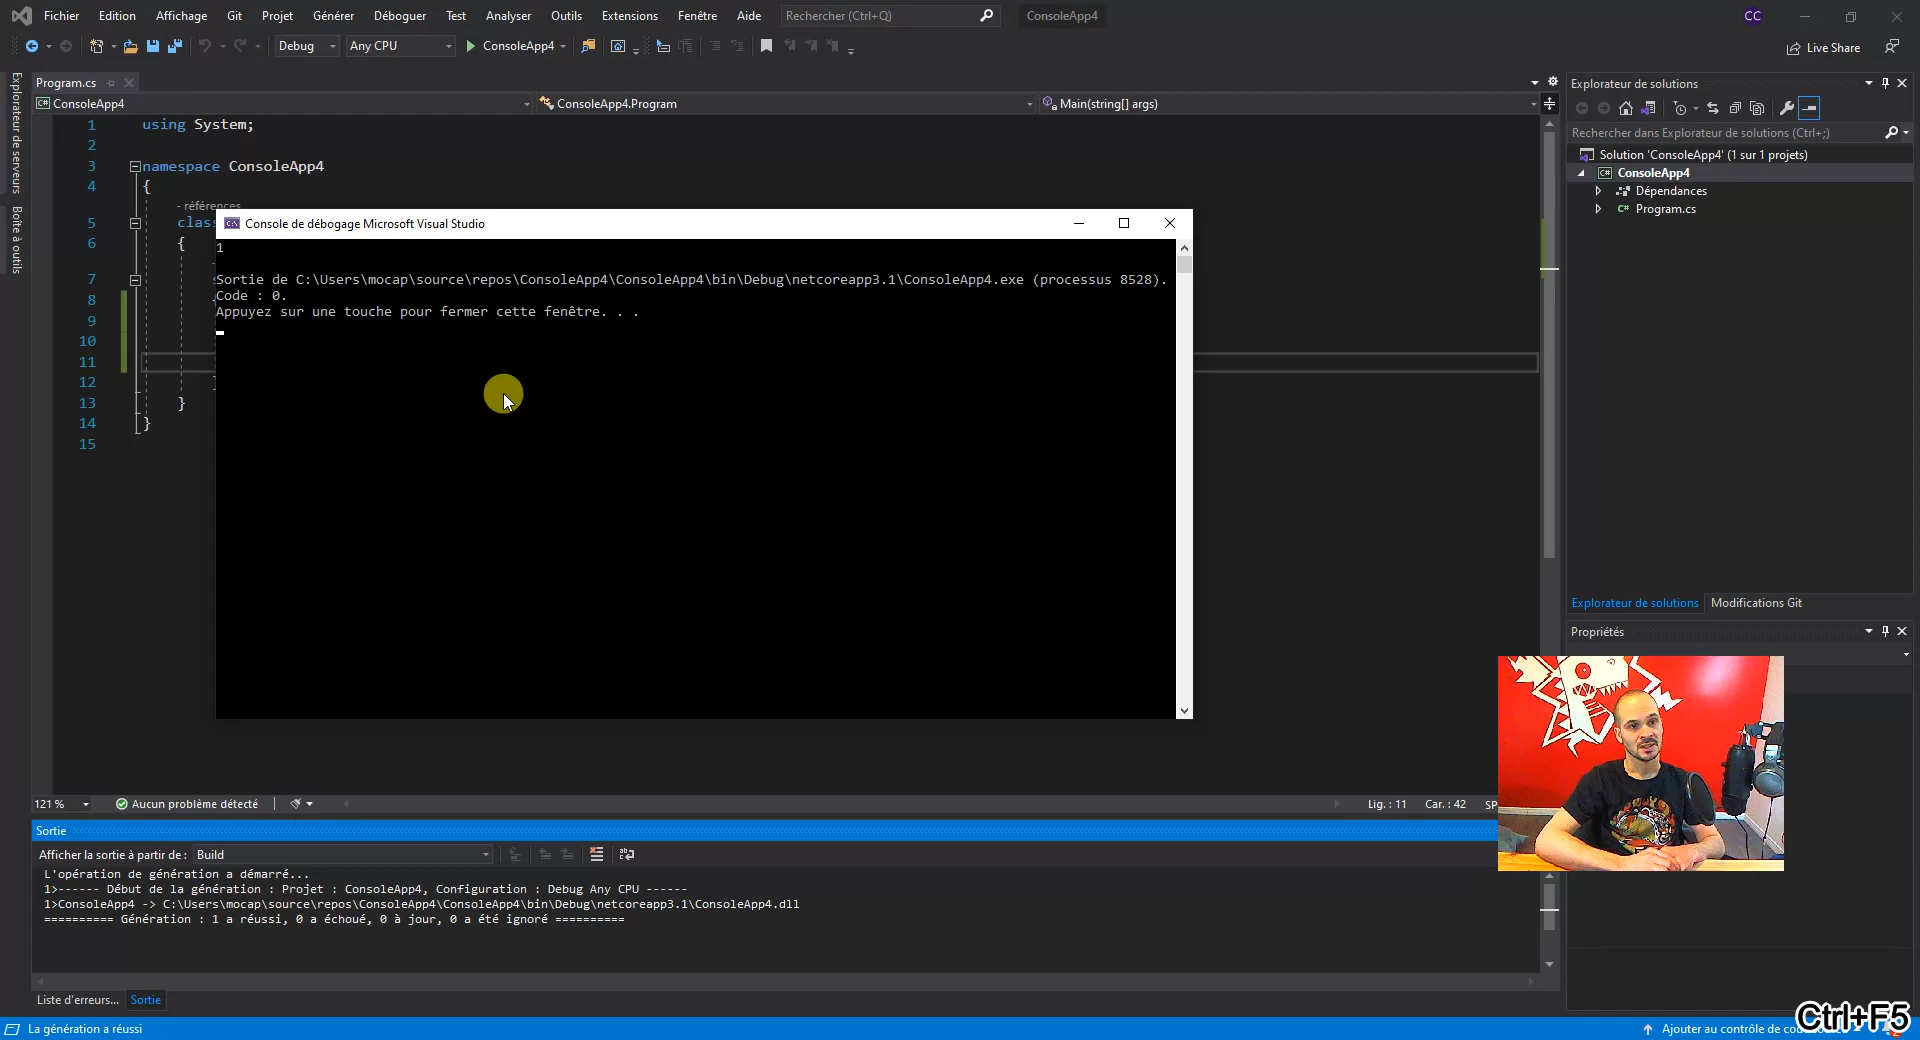 Fichier Edition Affichage Git Projet Générer Déboguer Test Analyser Outils Extensions Fenêtre Aide Rechercher (Ctrl+Q) ConsoleApp4 CC
Debug Any CPU ConsoleApp4 Live Share
Explorateur de serveurs
Boîte à outils
Program.cs
ConsoleApp4 ConsoleApp4.Program Main(string[] args)
1 using System;
2
3 namespace ConsoleApp4
4 {
- références
5 clas
6 {
7
8
9
10
11
12
13 }
14 }
15
Console de débogage Microsoft Visual Studio
1
Sortie de C:\Users\mocap\source\repos\ConsoleApp4\ConsoleApp4\bin\Debug\netcoreapp3.1\ConsoleApp4.exe (processus 8528).
Code : 0.
Appuyez sur une touche pour fermer cette fenêtre. . .
121 % Aucun problème détecté Lig. : 11 Car. : 42 SP
Sortie
Afficher la sortie à partir de : Build
L'opération de génération a démarré...
1>------ Début de la génération : Projet : ConsoleApp4, Configuration : Debug Any CPU ------
1>ConsoleApp4 -> C:\Users\mocap\source\repos\ConsoleApp4\ConsoleApp4\bin\Debug\netcoreapp3.1\ConsoleApp4.dll
========== Génération : 1 a réussi, 0 a échoué, 0 à jour, 0 a été ignoré ==========
Liste d'erreurs... Sortie
La génération a réussi
Explorateur de solutions
Rechercher dans Explorateur de solutions (Ctrl+;)
Solution 'ConsoleApp4' (1 sur 1 projets)
C# ConsoleApp4
Dépendances
C# Program.cs
Explorateur de solutions Modifications Git
Propriétés
Ajouter au contrôle de cod
Ctrl+F5